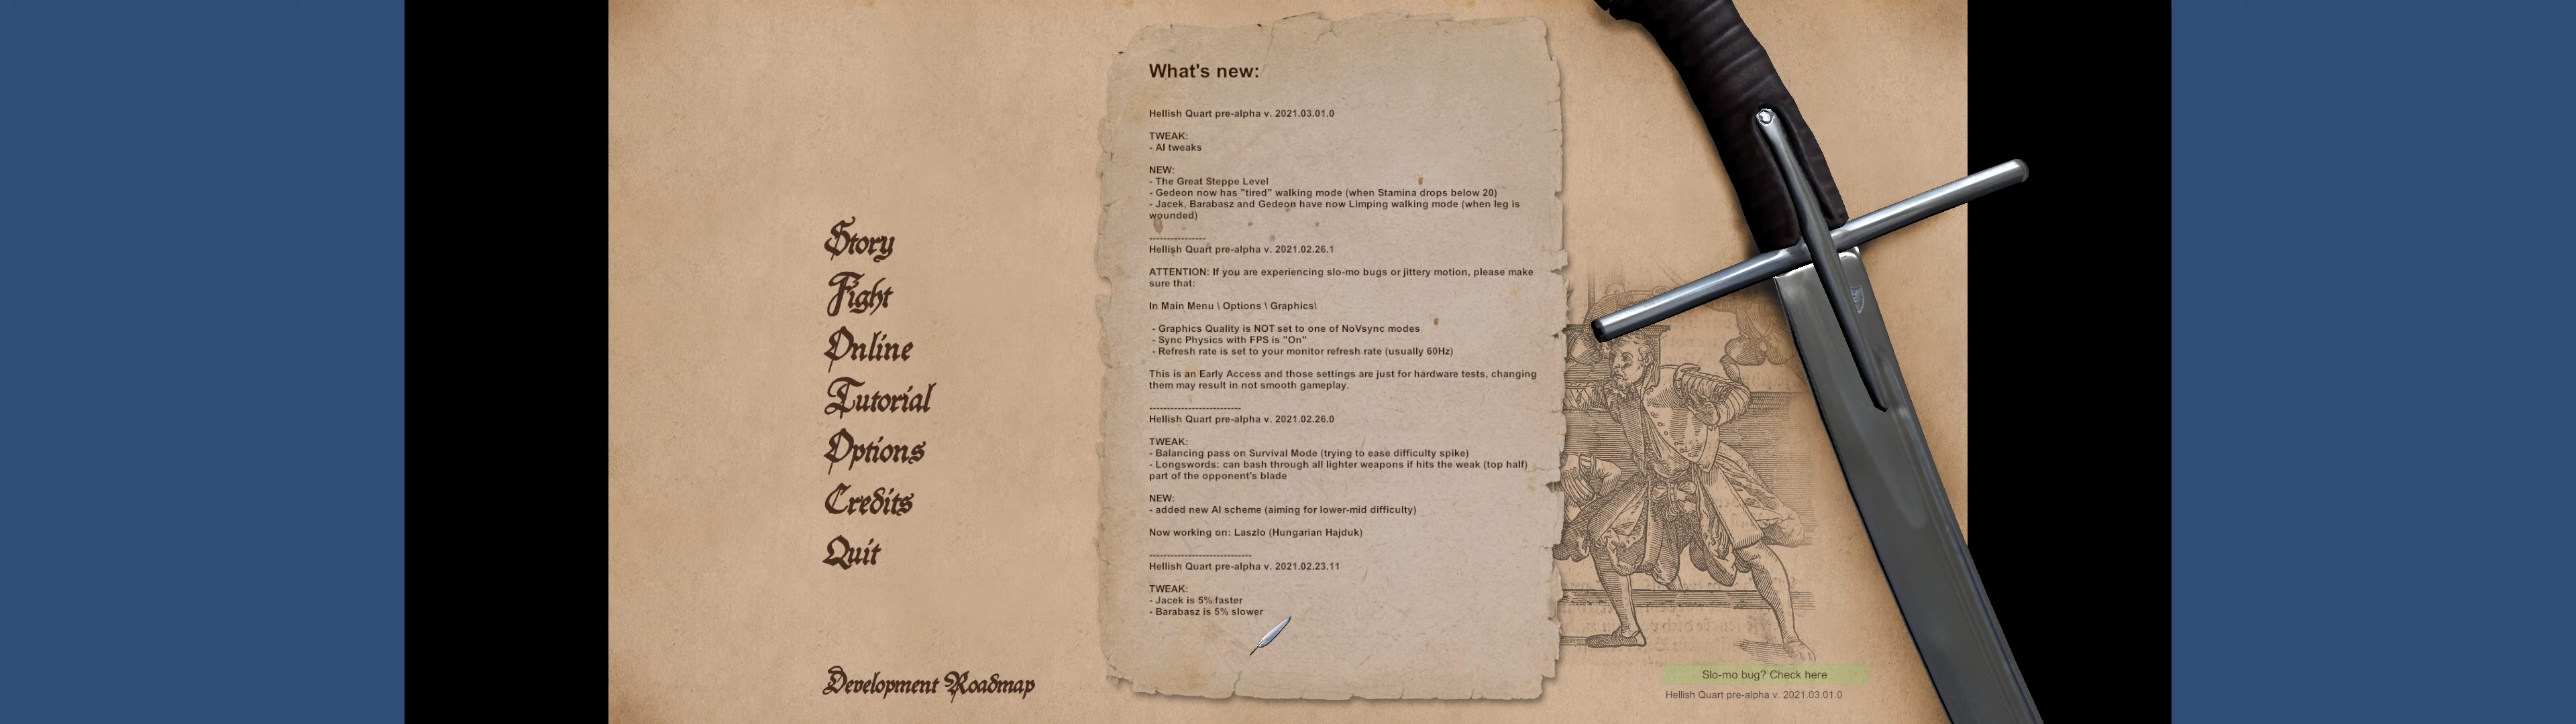 Story
Fight
Online
Tutorial
Options
Credits
Quit
Development Roadmap
What's new:
Hellish Quart pre-alpha v. 2021.03.01.0
TWEAK:
- AI tweaks
NEW:
- The Great Steppe Level
- Gedeon now has "tired" walking mode (when Stamina drops below 20)
- Jacek, Barabasz and Gedeon have now Limping walking mode (when leg is
wounded)
----------------
Hellish Quart pre-alpha v. 2021.02.26.1
ATTENTION: If you are experiencing slo-mo bugs or jittery motion, please make
sure that:
In Main Menu \ Options \ Graphics\
- Graphics Quality is NOT set to one of NoVsync modes
- Sync Physics with FPS is "On"
- Refresh rate is set to your monitor refresh rate (usually 60Hz)
This is an Early Access and those settings are just for hardware tests, changing
them may result in not smooth gameplay.
--------------------------
Hellish Quart pre-alpha v. 2021.02.26.0
TWEAK:
- Balancing pass on Survival Mode (trying to ease difficulty spike)
- Longswords: can bash through all lighter weapons if hits the weak (top half)
part of the opponent's blade
NEW:
- added new AI scheme (aiming for lower-mid difficulty)
Now working on: Laszlo (Hungarian Hajduk)
-----------------------------
Hellish Quart pre-alpha v. 2021.02.23.11
TWEAK:
- Jacek is 5% faster
- Barabasz is 5% slower
Slo-mo bug? Check here
Hellish Quart pre-alpha v. 2021.03.01.0